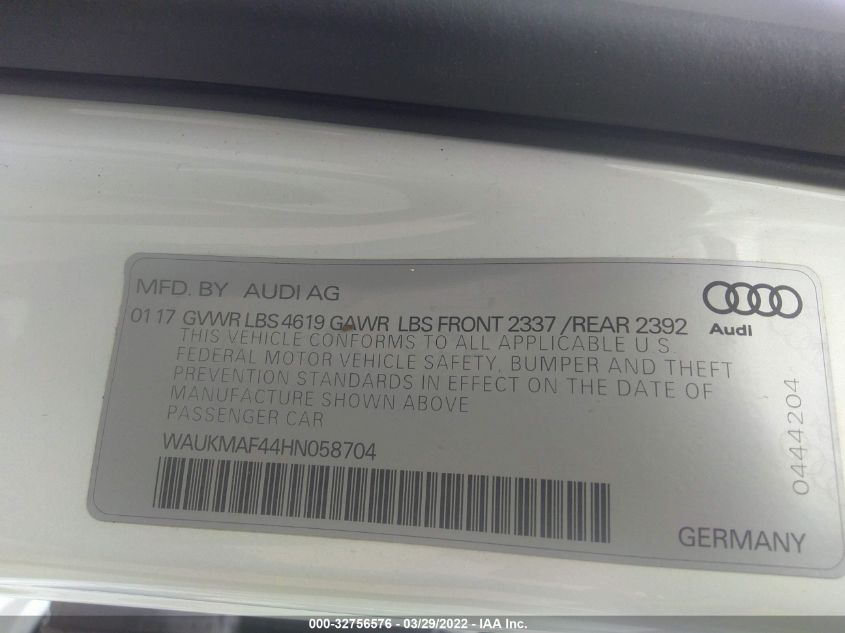 MFD. BY AUDI AG
01 17 GVWR LBS 4619 GAWR LBS FRONT 2337 /REAR 2392
THIS VEHICLE CONFORMS TO ALL APPLICABLE U.S.
FEDERAL MOTOR VEHICLE SAFETY, BUMPER AND THEFT
PREVENTION STANDARDS IN EFFECT ON THE DATE OF
MANUFACTURE SHOWN ABOVE
PASSENGER CAR
WAUKMAF44HN058704
Audi
0444204
GERMANY
000-32756576 - 03/29/2022 - IAA Inc.